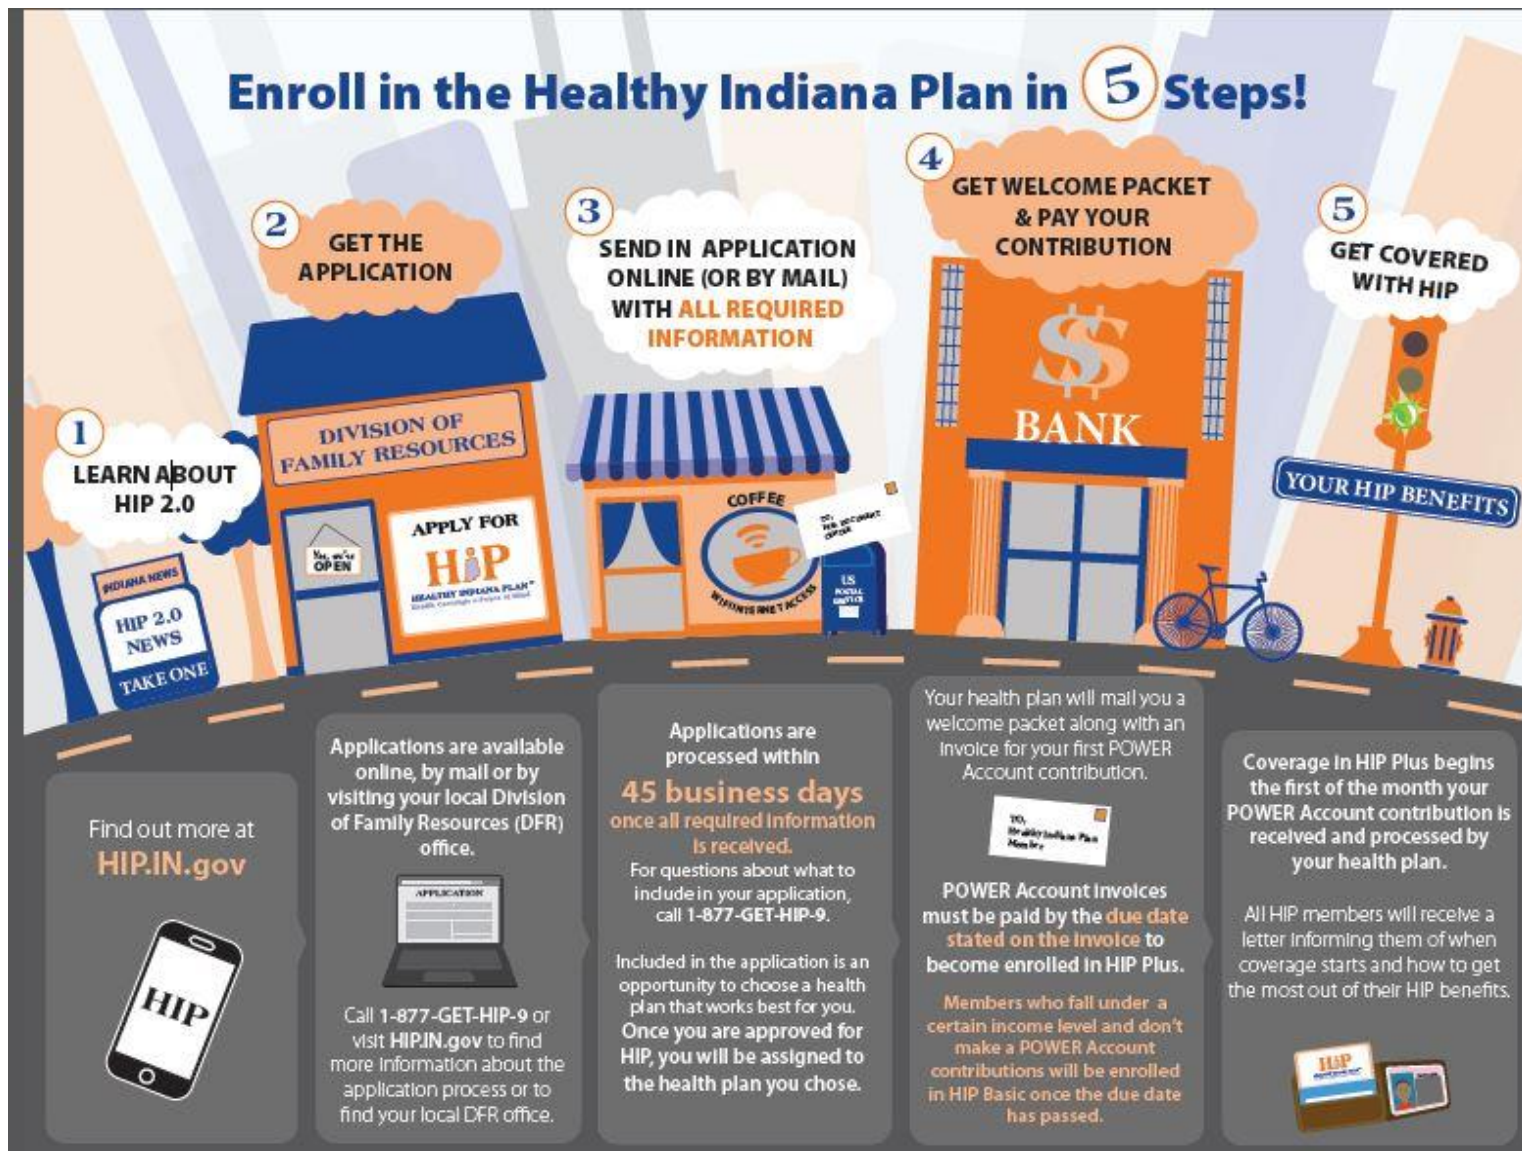 Enroll in the Healthy Indiana Plan in 5 Steps!
1
LEARN ABOUT
HIP 2.0
INDIANA NEWS
HIP 2.0
NEWS
TAKE ONE
2
GET THE
APPLICATION
DIVISION OF
FAMILY RESOURCES
Yes, we're
OPEN
APPLY FOR
HIP
HEALTHY INDIANA PLAN
3
SEND IN APPLICATION
ONLINE (OR BY MAIL)
WITH ALL REQUIRED
INFORMATION
COFFEE
WIFI INTERNET ACCESS
TO,
CENTER
US
POSTAL
SERVICE
4
GET WELCOME PACKET
& PAY YOUR
CONTRIBUTION
$$
BANK
5
GET COVERED
WITH HIP
YOUR HIP BENEFITS
Find out more at
HIP.IN.gov
HIP
Applications are available
online, by mail or by
visiting your local Division
of Family Resources (DFR)
office.
APPLICATION
Call 1-877-GET-HIP-9 or
visit HIP.IN.gov to find
more information about the
application process or to
find your local DFR office.
Applications are
processed within
45 business days
once all required information
is received.
For questions about what to
include in your application,
call 1-877-GET-HIP-9.
Included in the application is an
opportunity to choose a health
plan that works best for you.
Once you are approved for
HIP, you will be assigned to
the health plan you chose.
Your health plan will mail you a
welcome packet along with an
invoice for your first POWER
Account contribution.
TO,
Healthy Indiana Plan
Member
POWER Account invoices
must be paid by the due date
stated on the invoice to
become enrolled in HIP Plus.
Members who fall under a
certain income level and don't
make a POWER Account
contributions will be enrolled
in HIP Basic once the due date
has passed.
Coverage in HIP Plus begins
the first of the month your
POWER Account contribution is
received and processed by
your health plan.
All HIP members will receive a
letter informing them of when
coverage starts and how to get
the most out of their HIP benefits.
HIP